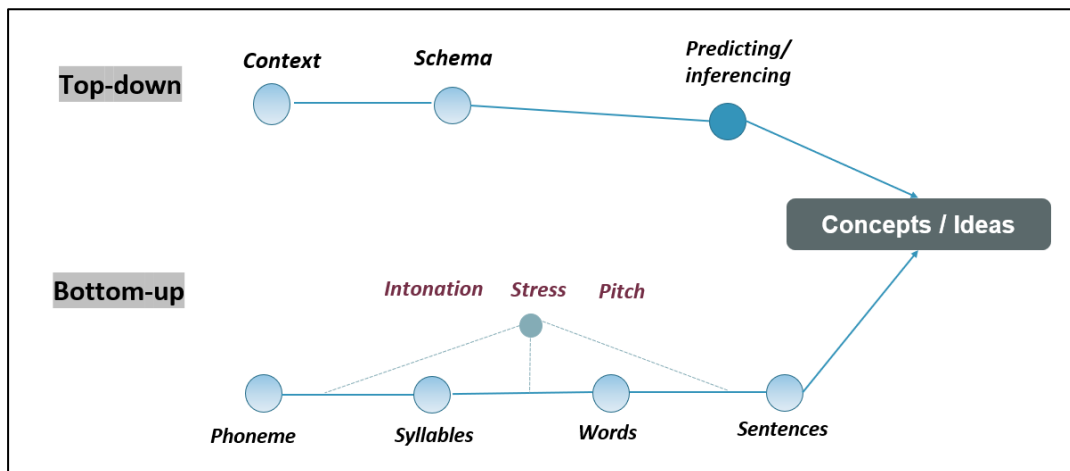 Top-down
Context
Schema
Predicting/
inferencing
Concepts / Ideas
Bottom-up
Intonation Stress Pitch
Phoneme
Syllables
Words
Sentences